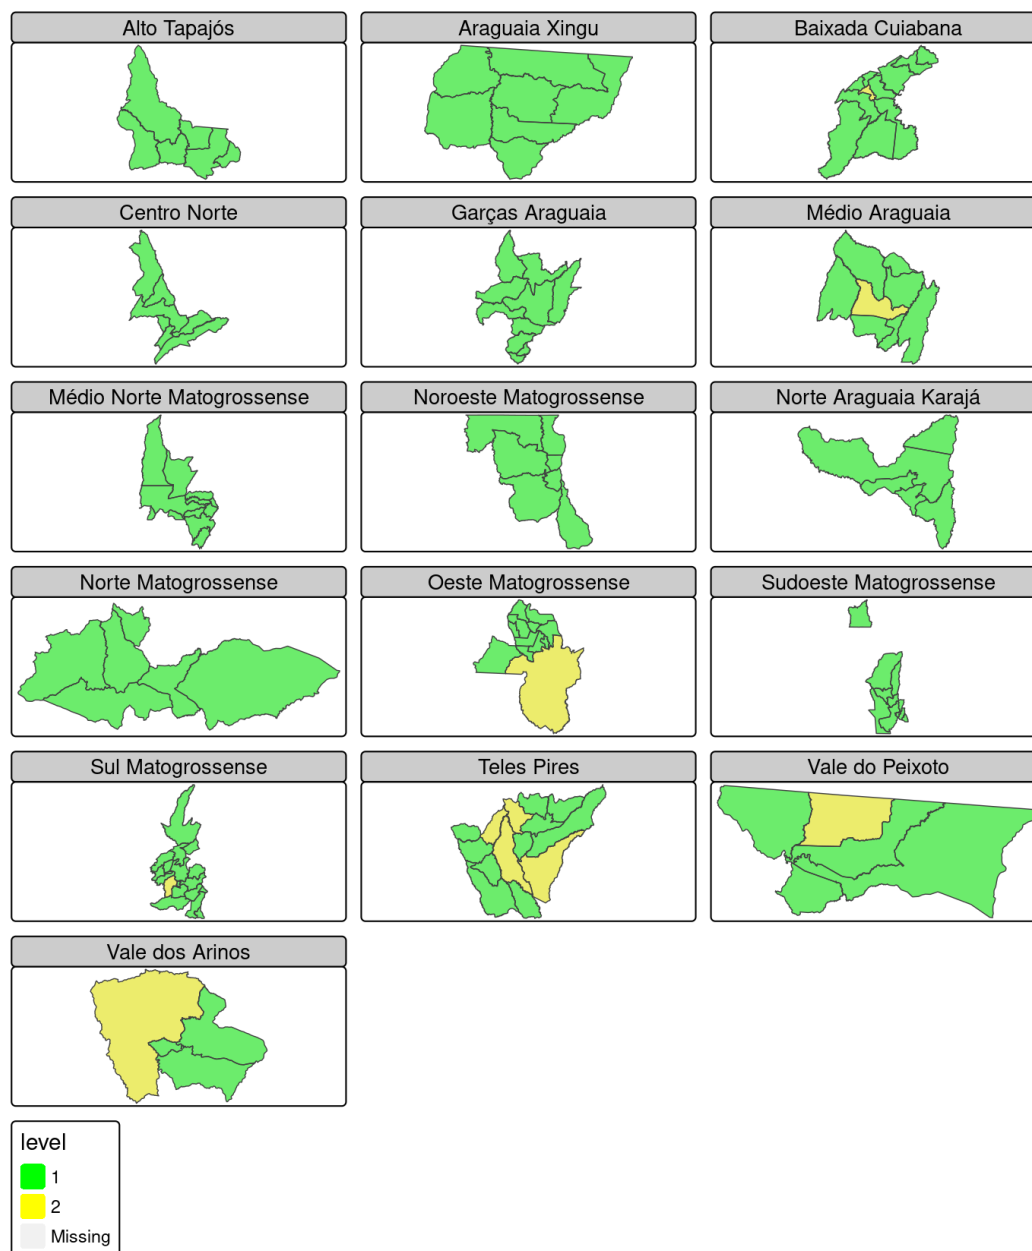 Alto Tapajós
Araguaia Xingu
Baixada Cuiabana
Centro Norte
Garças Araguaia
Médio Araguaia
Médio Norte Matogrossense
Noroeste Matogrossense
Norte Araguaia Karajá
Norte Matogrossense
Oeste Matogrossense
Sudoeste Matogrossense
Sul Matogrossense
Teles Pires
Vale do Peixoto
Vale dos Arinos
level
1
2
Missing